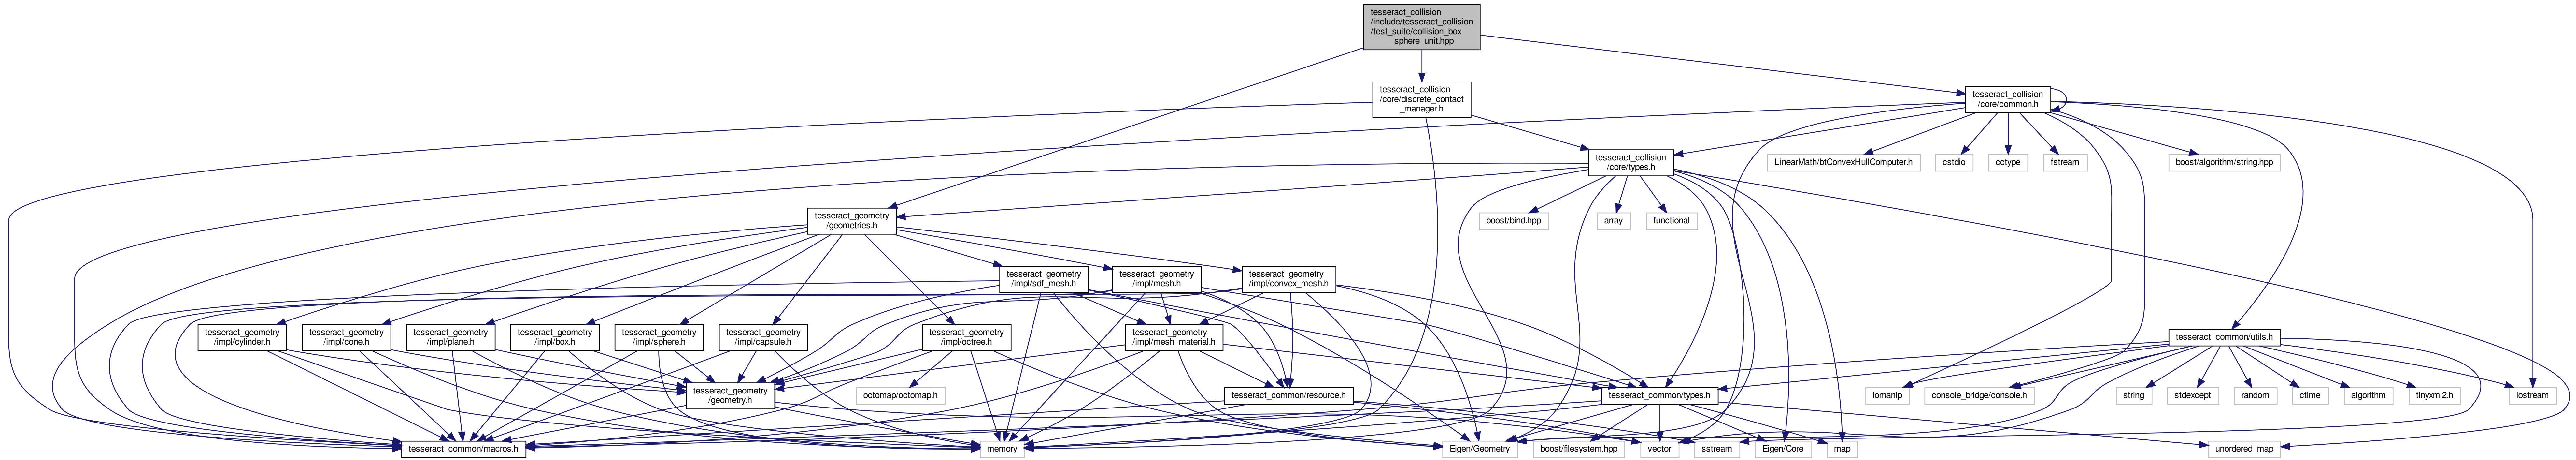 tesseract_collision
/include/tesseract_collision
/test_suite/collision_box
_sphere_unit.hpp
tesseract_collision
/core/discrete_contact
_manager.h
tesseract_collision
/core/common.h
tesseract_collision
/core/types.h
LinearMath/btConvexHullComputer.h
cstdio
cctype
fstream
boost/algorithm/string.hpp
tesseract_geometry
/geometries.h
boost/bind.hpp
array
functional
tesseract_geometry
/impl/sdf_mesh.h
tesseract_geometry
/impl/mesh.h
tesseract_geometry
/impl/convex_mesh.h
tesseract_geometry
/impl/cylinder.h
tesseract_geometry
/impl/cone.h
tesseract_geometry
/impl/plane.h
tesseract_geometry
/impl/box.h
tesseract_geometry
/impl/sphere.h
tesseract_geometry
/impl/capsule.h
tesseract_geometry
/impl/octree.h
tesseract_geometry
/impl/mesh_material.h
tesseract_common/utils.h
tesseract_geometry
/geometry.h
octomap/octomap.h
tesseract_common/resource.h
tesseract_common/types.h
iomanip
console_bridge/console.h
string
stdexcept
random
ctime
algorithm
tinyxml2.h
iostream
tesseract_common/macros.h
memory
Eigen/Geometry
boost/filesystem.hpp
vector
sstream
Eigen/Core
map
unordered_map